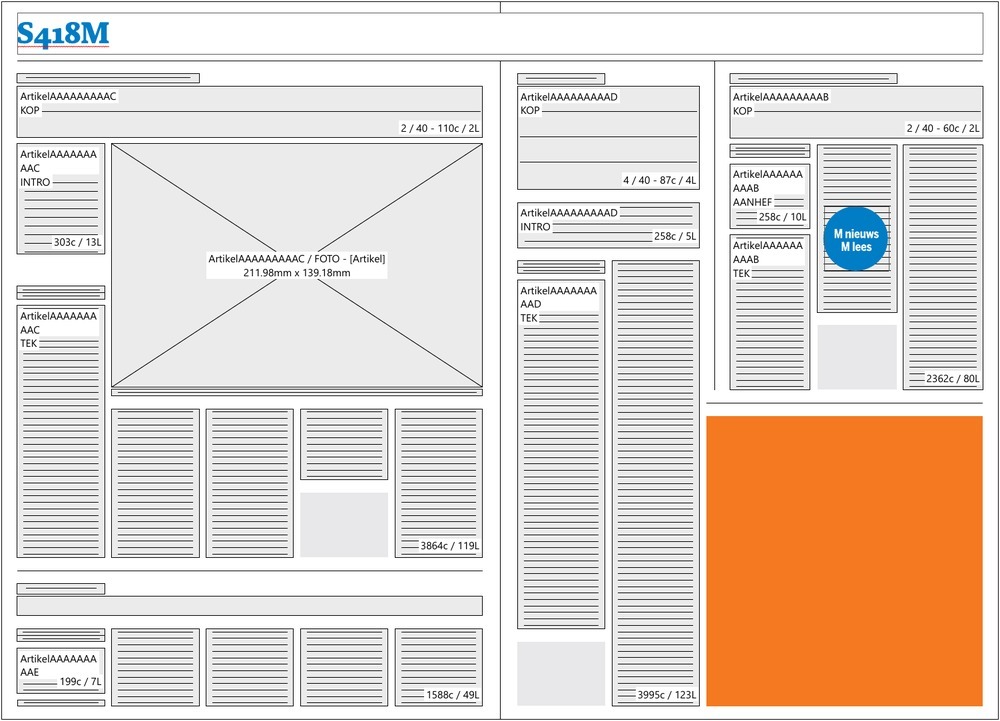 S418M
ArtikelAAAAAAAAAC
KOP
2 / 40 - 110c / 2L
ArtikelAAAAAAA
AAC
INTRO
303c / 13L
ArtikelAAAAAAAAAC / FOTO - [Artikel]
211.98mm x 139.18mm
ArtikelAAAAAAA
AAC
TEK
3864c / 119L
ArtikelAAAAAAA
AAE
199c / 7L
1588c / 49L
ArtikelAAAAAAAAAD
KOP
4 / 40 - 87c / 4L
ArtikelAAAAAAAAAD
INTRO
258c / 5L
ArtikelAAAAAAA
AAD
TEK
3995c / 123L
ArtikelAAAAAAAAAB
KOP
2 / 40 - 60c / 2L
ArtikelAAAAAA
AAAB
AANHEF
258c / 10L
ArtikelAAAAAA
AAAB
TEK
M nieuws
M lees
2362c / 80L